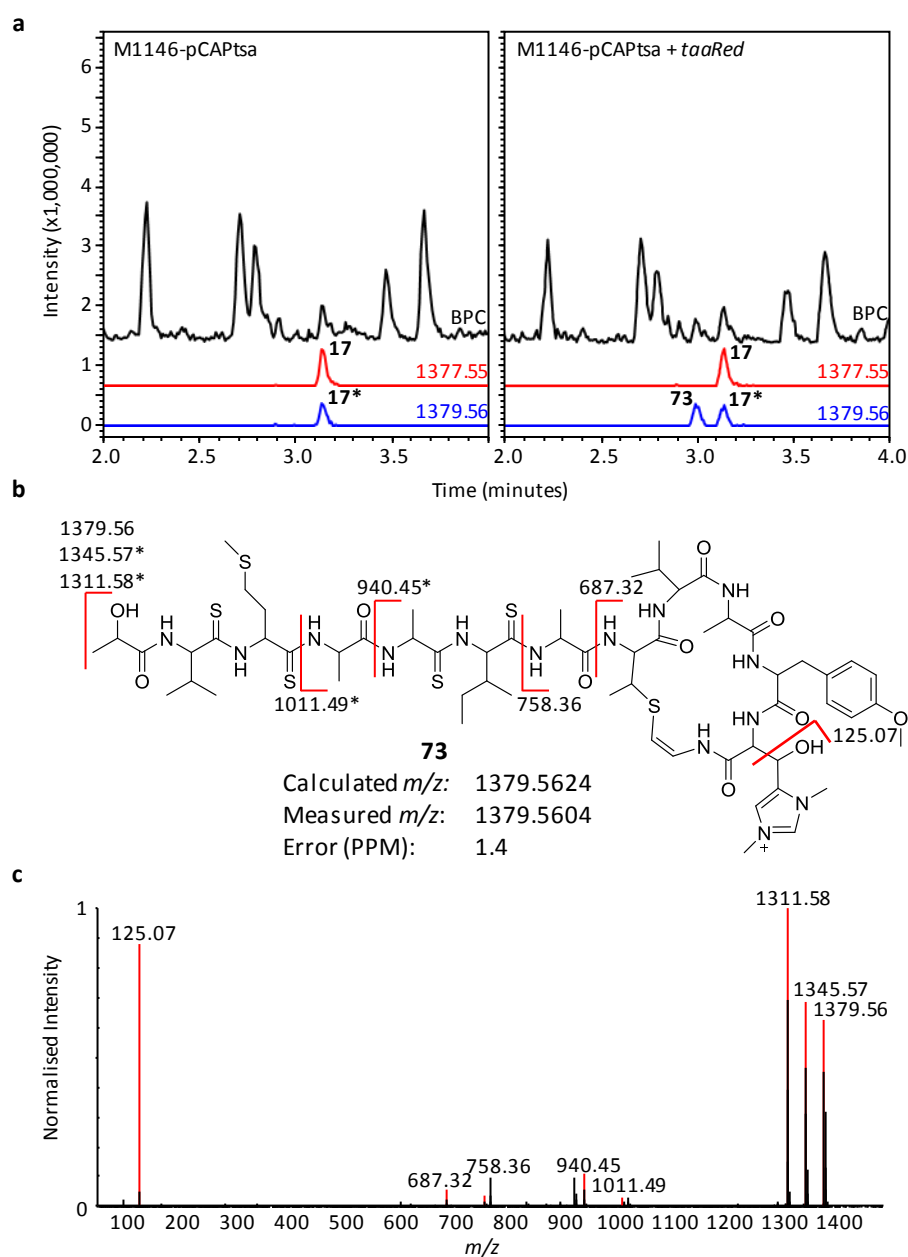 a
M1146-pCAPtsa
M1146-pCAPtsa + taaRed
Intensity (x1,000,000)
6
5
4
3
2
1
0
BPC
17
1377.55
17*
1379.56
BPC
17
1377.55
73
17*
1379.56
2.0 2.5 3.0 3.5
2.0 2.5 3.0 3.5 4.0
Time (minutes)
b
1379.56
1345.57*
1311.58*
940.45*
687.32
1011.49*
758.36
125.07
OH
O
H
N
S
N
H
S
S
H
N
O
N
H
S
H
N
S
N
H
O
H
N
HN
O
NH
O
O
HN
O
O
HN
OH
S
H
N
O
N
N
+
73
Calculated m/z: 1379.5624
Measured m/z: 1379.5604
Error (PPM): 1.4
c
Normalised Intensity
1
0
125.07
687.32
758.36
940.45
1011.49
1311.58
1345.57
1379.56
100 200 300 400 500 600 700 800 900 1000 1100 1200 1300 1400
m/z